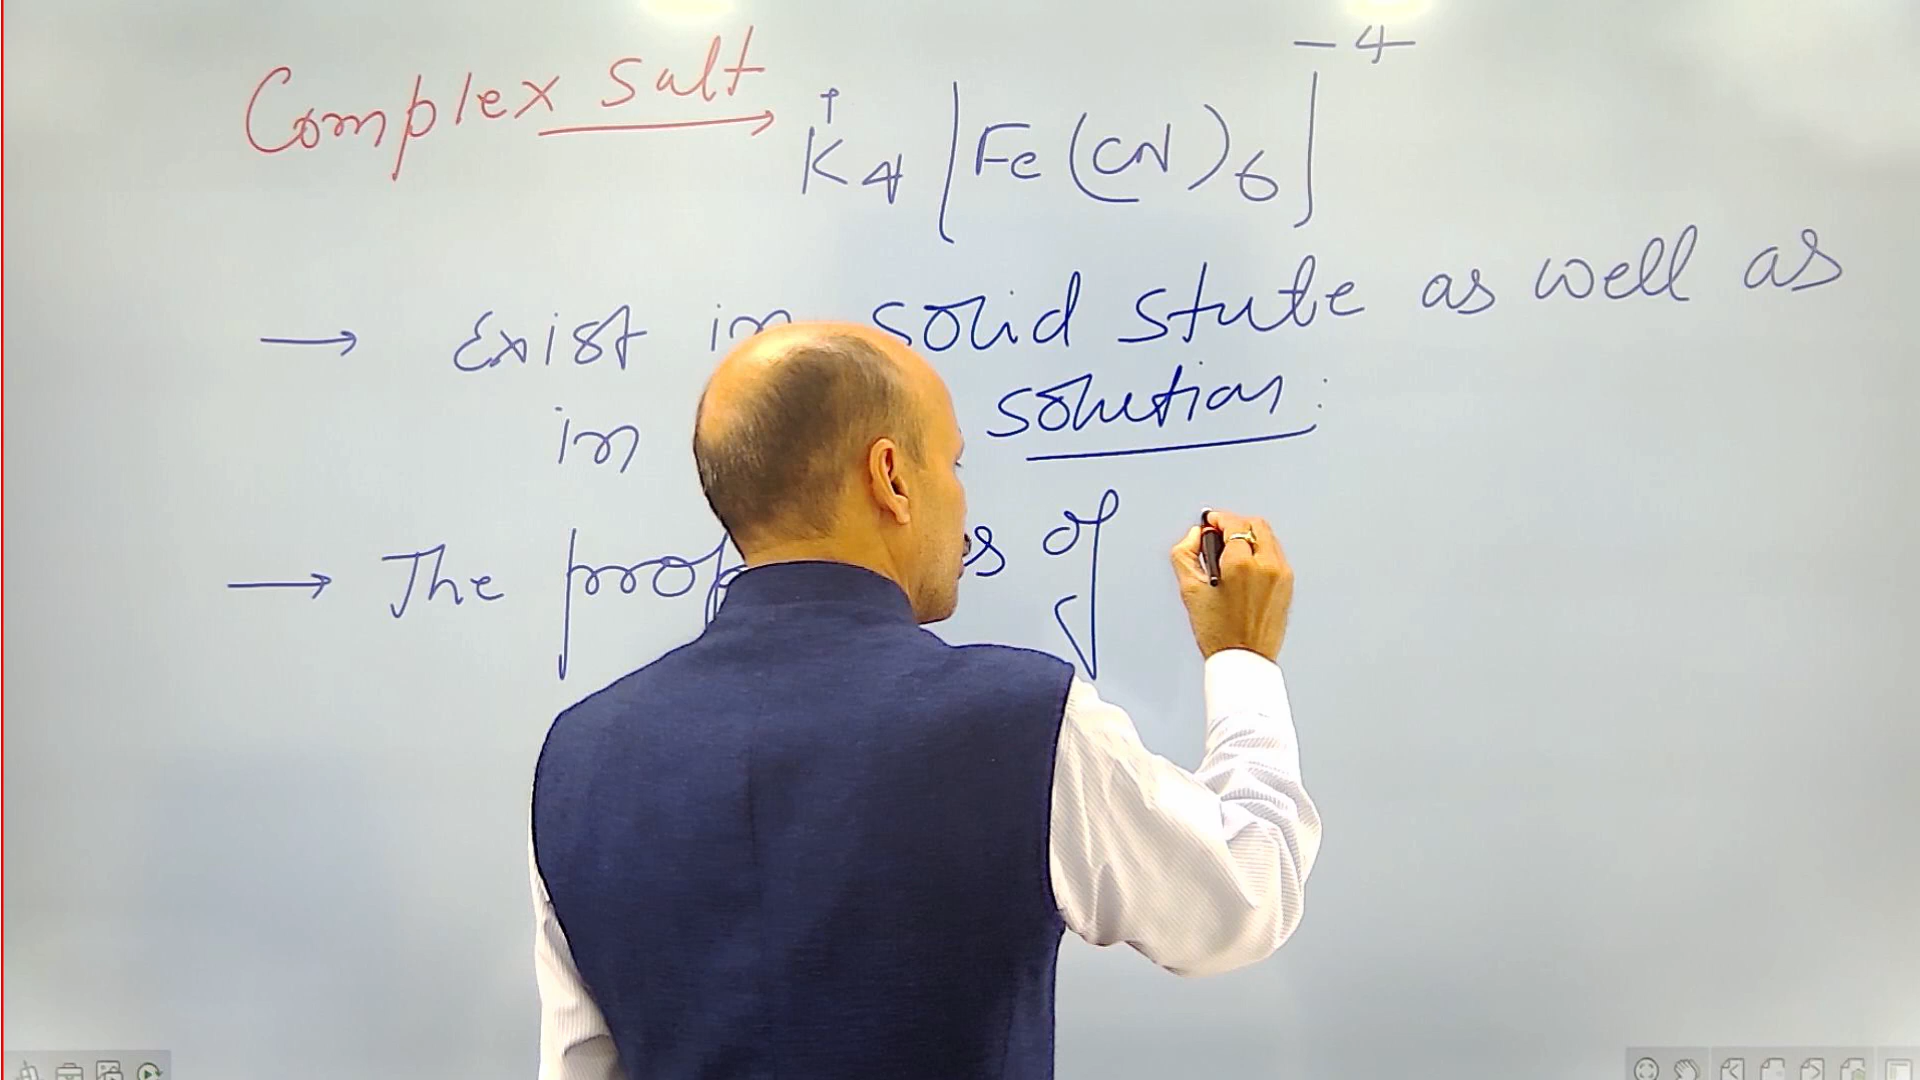 Complex salt → K₄[Fe(CN)₆]⁻⁴
+
→ Exist in solid state as well as
in solution.
→ The of